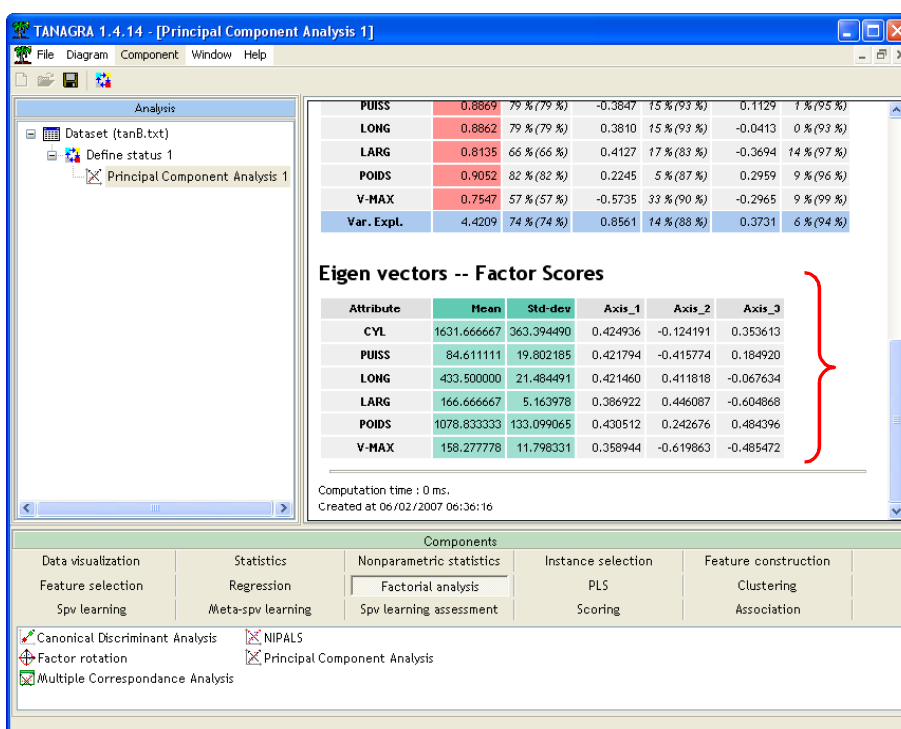 TANAGRA 1.4.14 - [Principal Component Analysis 1]
File Diagram Component Window Help
Analysis
Dataset (tanB.txt)
Define status 1
Principal Component Analysis 1
PUISS 0.8869 79 % (79 %) -0.3847 15 % (93 %) 0.1129 1 % (95 %)
LONG 0.8862 79 % (79 %) 0.3810 15 % (93 %) -0.0413 0 % (93 %)
LARG 0.8135 66 % (66 %) 0.4127 17 % (83 %) -0.3694 14 % (97 %)
POIDS 0.9052 82 % (82 %) 0.2245 5 % (87 %) 0.2959 9 % (96 %)
V-MAX 0.7547 57 % (57 %) -0.5735 33 % (90 %) -0.2965 9 % (99 %)
Var. Expl. 4.4209 74 % (74 %) 0.8561 14 % (88 %) 0.3731 6 % (94 %)
Eigen vectors -- Factor Scores
Attribute Mean Std-dev Axis_1 Axis_2 Axis_3
CYL 1631.666667 363.394490 0.424936 -0.124191 0.353613
PUISS 84.611111 19.802185 0.421794 -0.415774 0.184920
LONG 433.500000 21.484491 0.421460 0.411818 -0.067634
LARG 166.666667 5.163978 0.386922 0.446087 -0.604868
POIDS 1078.833333 133.099065 0.430512 0.242676 0.484396
V-MAX 158.277778 11.798331 0.358944 -0.619863 -0.485472
Computation time : 0 ms.
Created at 06/02/2007 06:36:16
Components
Data visualization Statistics Nonparametric statistics Instance selection Feature construction
Feature selection Regression Factorial analysis PLS Clustering
Spv learning Meta-spv learning Spv learning assessment Scoring Association
Canonical Discriminant Analysis NIPALS
Factor rotation Principal Component Analysis
Multiple Correspondance Analysis